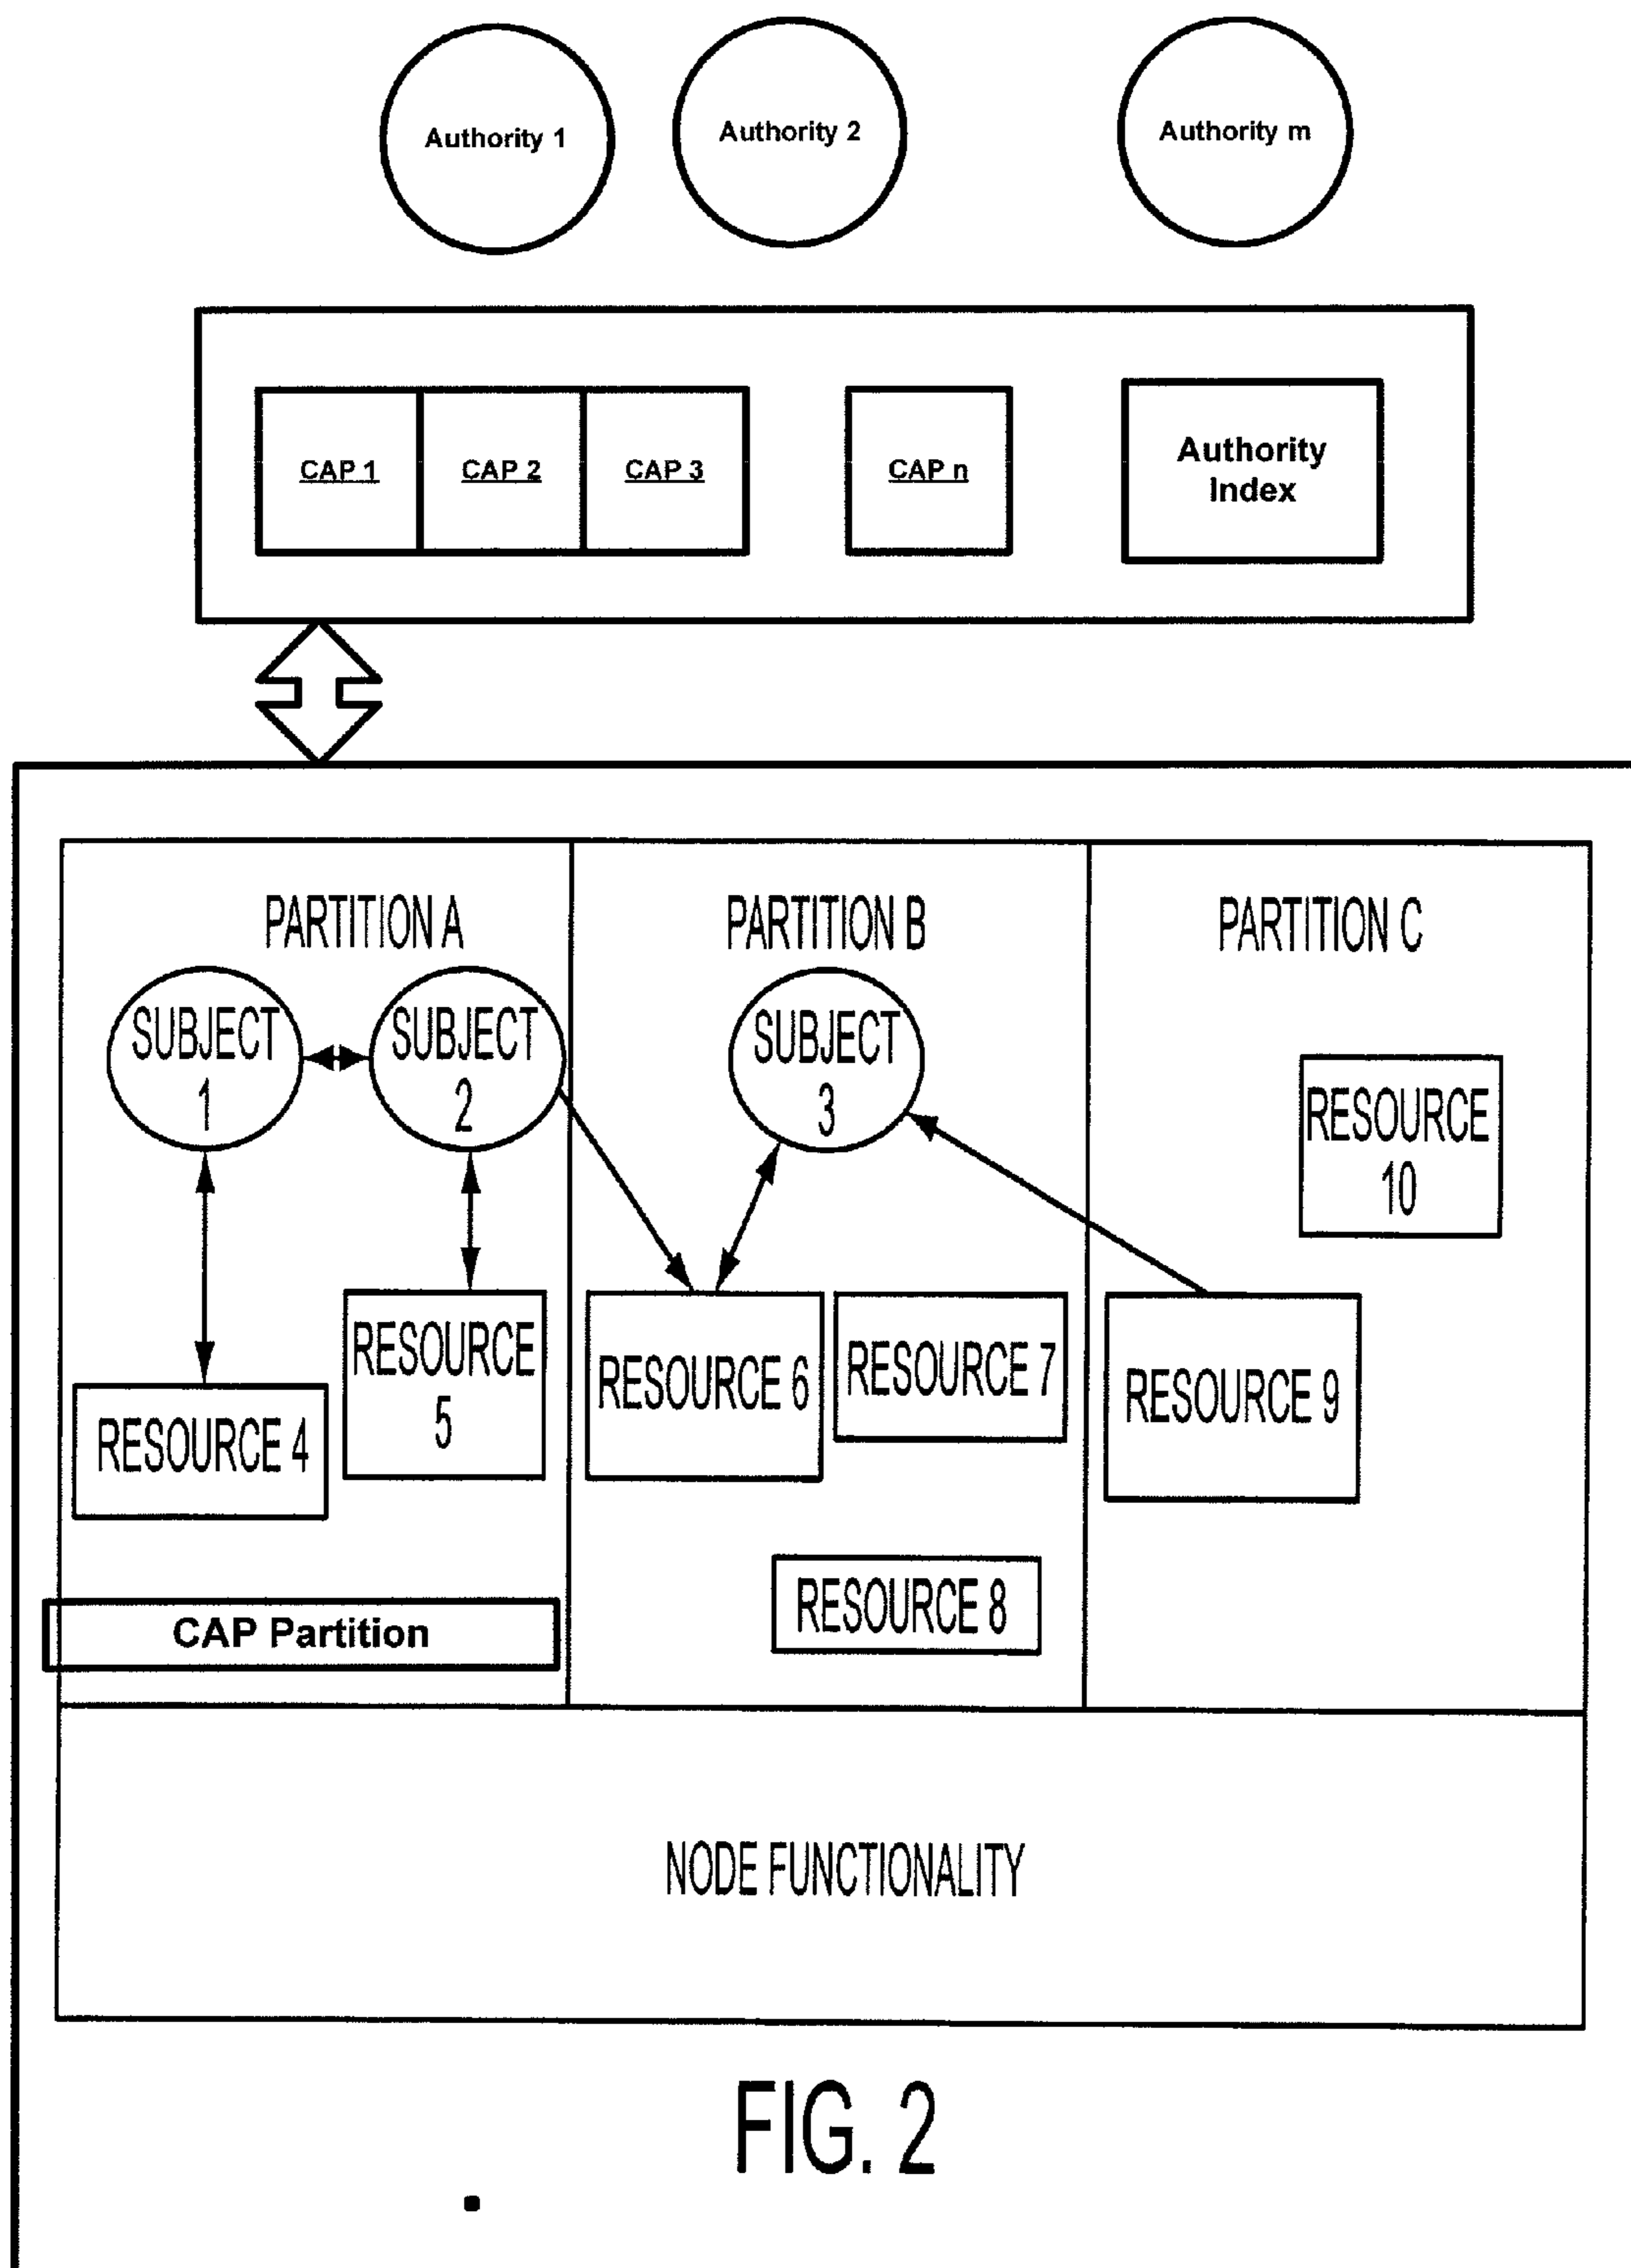 Authority 1
Authority 2
Authority m
CAP 1
CAP 2
CAP 3
CAP n
Authority
Index
PARTITION A
PARTITION B
PARTITION C
SUBJECT
1
SUBJECT
2
SUBJECT
3
RESOURCE
10
RESOURCE 4
RESOURCE
5
RESOURCE 6
RESOURCE 7
RESOURCE 9
RESOURCE 8
CAP Partition
NODE FUNCTIONALITY
FIG. 2